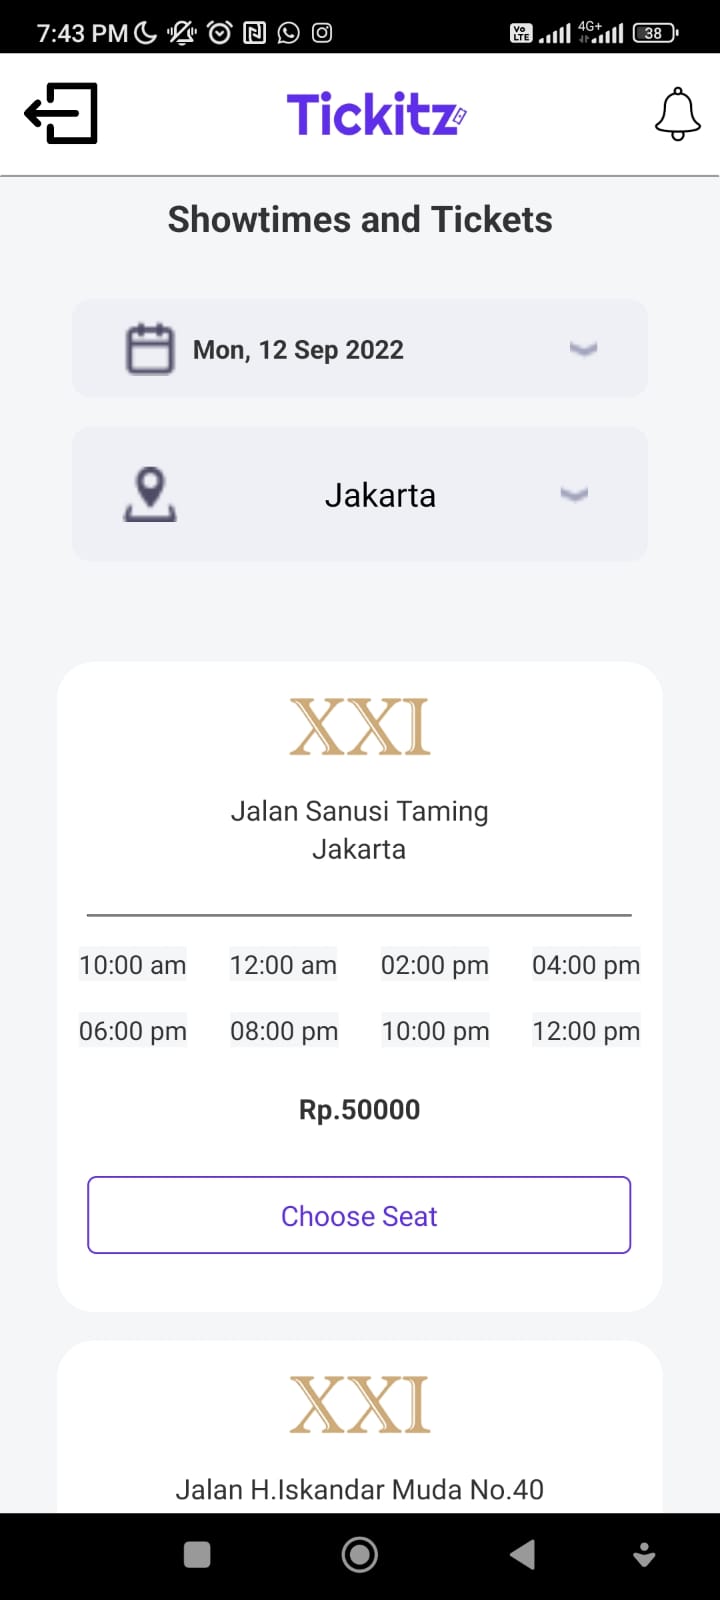 7:43 PM
Vo LTE 4G+ 38
Tickitz
Showtimes and Tickets
Mon, 12 Sep 2022
Jakarta
XXI
Jalan Sanusi Taming
Jakarta
10:00 am 12:00 am 02:00 pm 04:00 pm
06:00 pm 08:00 pm 10:00 pm 12:00 pm
Rp.50000
Choose Seat
XXI
Jalan H.Iskandar Muda No.40